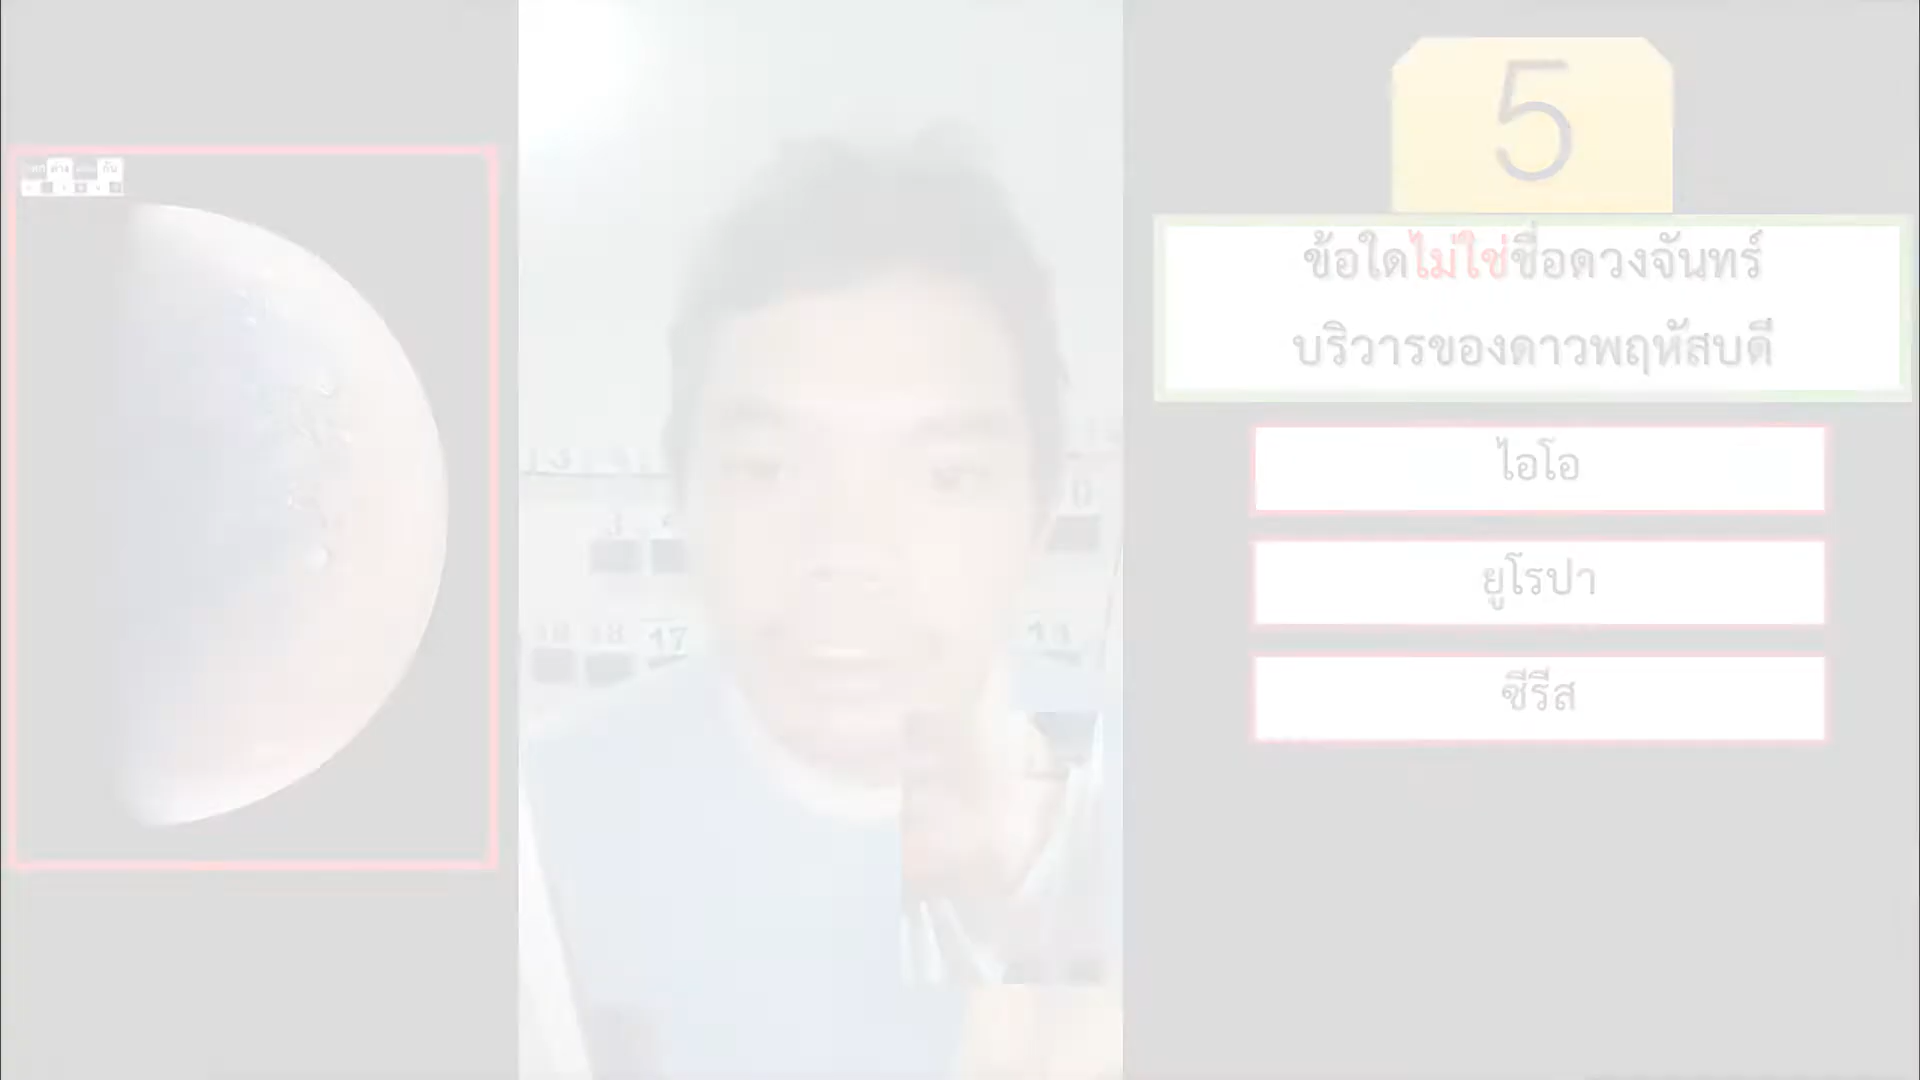 5
ข้อใดไม่ใช่ชื่อดวงจันทร์
บริวารของดาวพฤหัสบดี
ไอโอ
ยูโรปา
ซีรีส
13
17